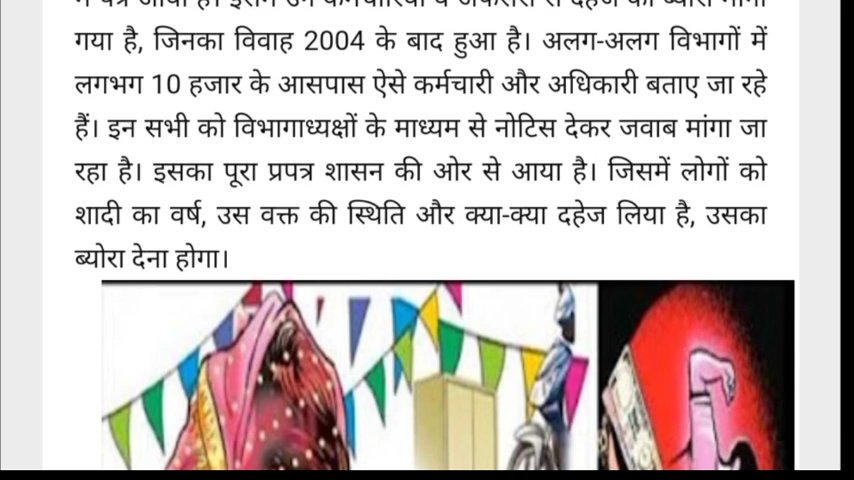 गया है, जिनका विवाह 2004 के बाद हुआ है। अलग-अलग विभागों में
लगभग 10 हजार के आसपास ऐसे कर्मचारी और अधिकारी बताए जा रहे
हैं। इन सभी को विभागाध्यक्षों के माध्यम से नोटिस देकर जवाब मांगा जा
रहा है। इसका पूरा प्रपत्र शासन की ओर से आया है। जिसमें लोगों को
शादी का वर्ष, उस वक्त की स्थिति और क्या-क्या दहेज लिया है, उसका
ब्योरा देना होगा।